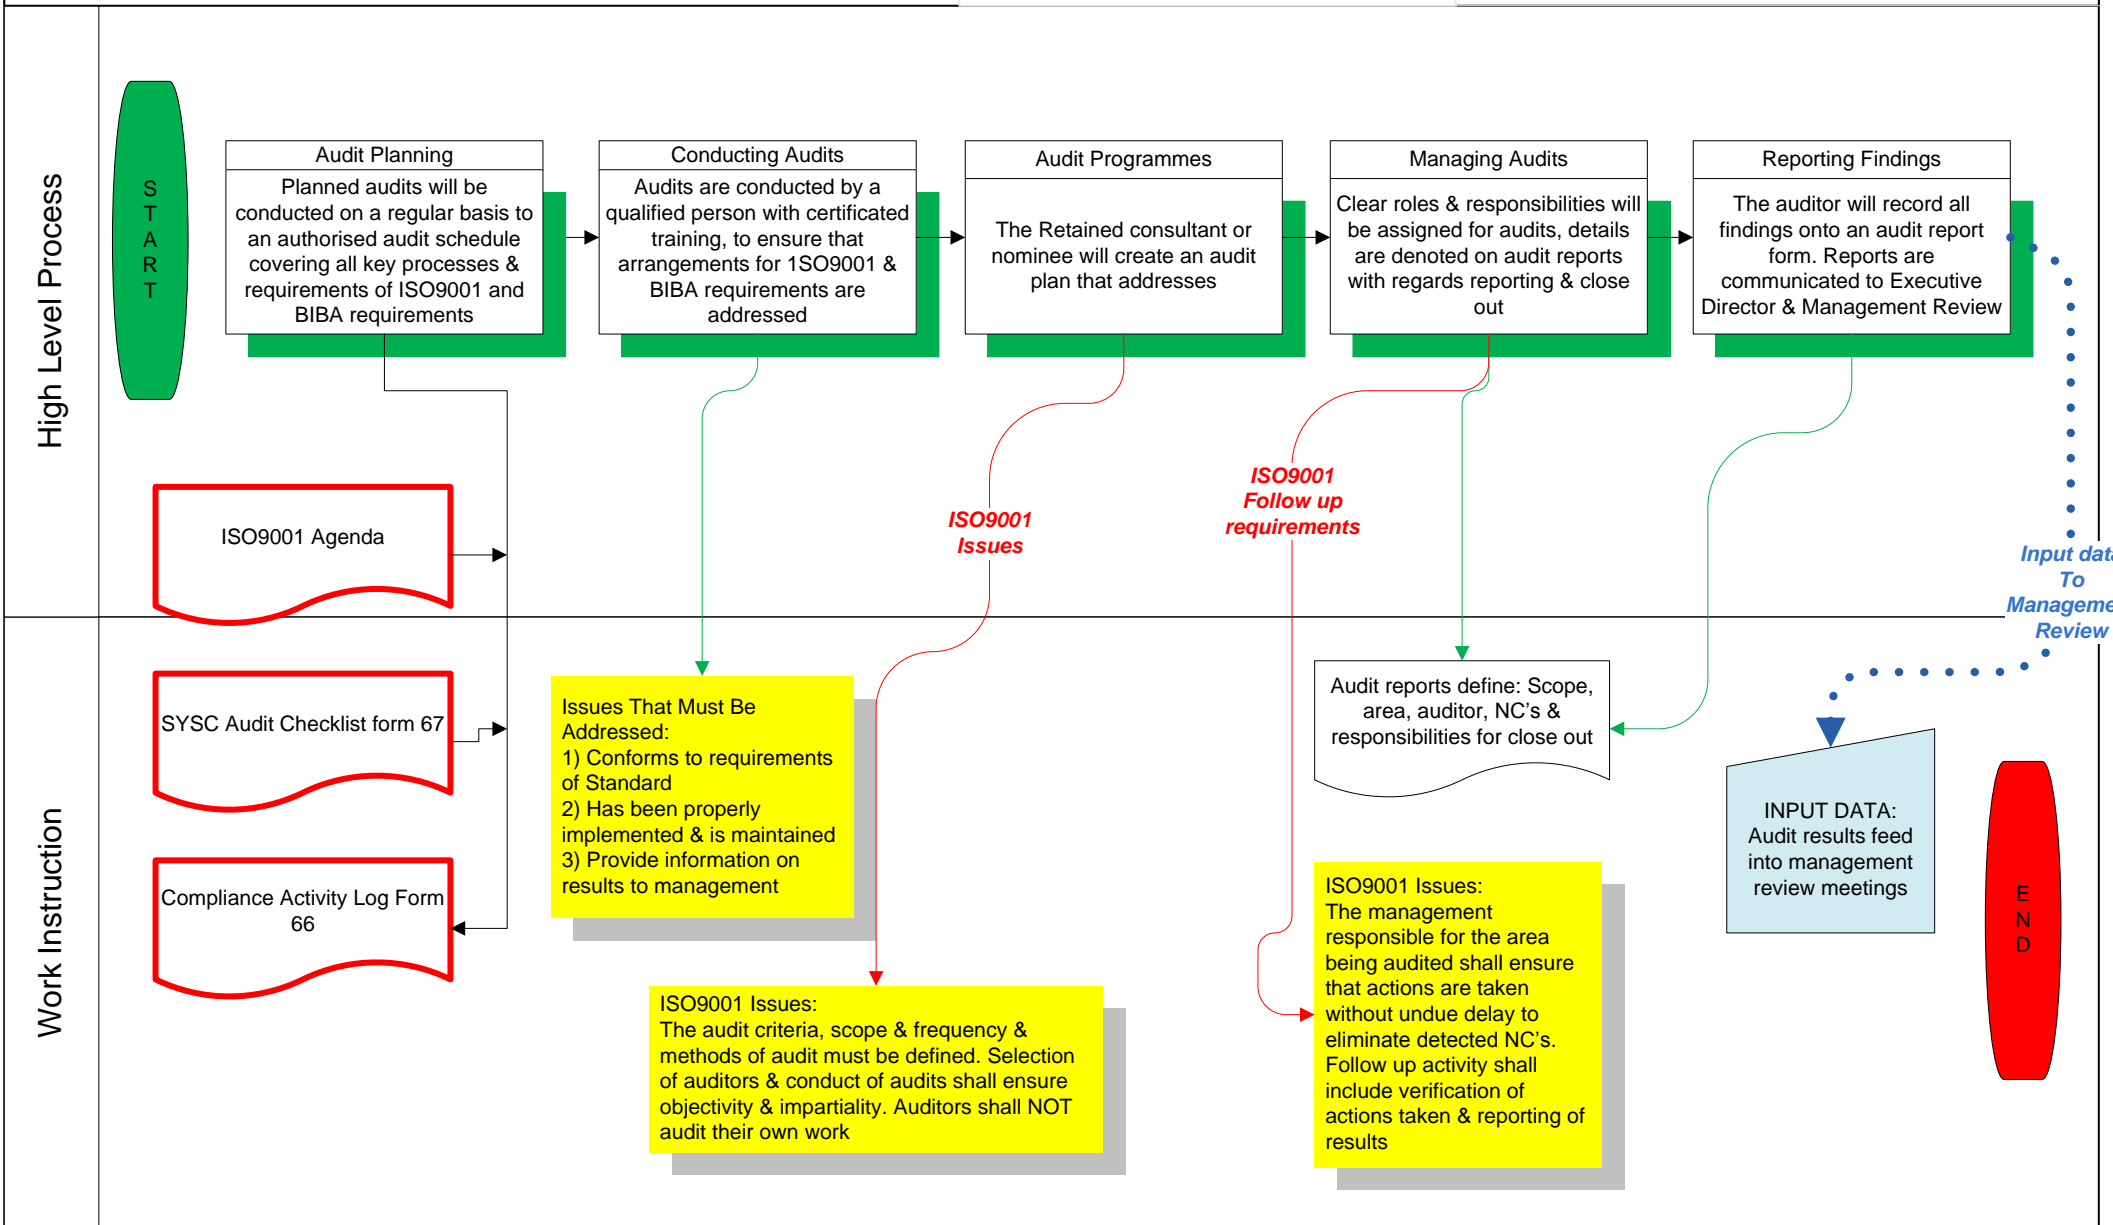 High Level Process
S
T
A
R
T
Audit Planning
Planned audits will be
conducted on a regular basis to
an authorised audit schedule
covering all key processes &
requirements of ISO9001 and
BIBA requirements
Conducting Audits
Audits are conducted by a
qualified person with certificated
training, to ensure that
arrangements for 1SO9001 &
BIBA requirements are
addressed
Audit Programmes
The Retained consultant or
nominee will create an audit
plan that addresses
Managing Audits
Clear roles & responsibilities will
be assigned for audits, details
are denoted on audit reports
with regards reporting & close
out
Reporting Findings
The auditor will record all
findings onto an audit report
form. Reports are
communicated to Executive
Director & Management Review
ISO9001 Agenda
ISO9001
Issues
ISO9001
Follow up
requirements
Input data
To
Manageme
Review
Work Instruction
SYSC Audit Checklist form 67
Compliance Activity Log Form
66
Issues That Must Be
Addressed:
1) Conforms to requirements
of Standard
2) Has been properly
implemented & is maintained
3) Provide information on
results to management
ISO9001 Issues:
The audit criteria, scope & frequency &
methods of audit must be defined. Selection
of auditors & conduct of audits shall ensure
objectivity & impartiality. Auditors shall NOT
audit their own work
Audit reports define: Scope,
area, auditor, NC's &
responsibilities for close out
ISO9001 Issues:
The management
responsible for the area
being audited shall ensure
that actions are taken
without undue delay to
eliminate detected NC's.
Follow up activity shall
include verification of
actions taken & reporting of
results
INPUT DATA:
Audit results feed
into management
review meetings
E
N
D